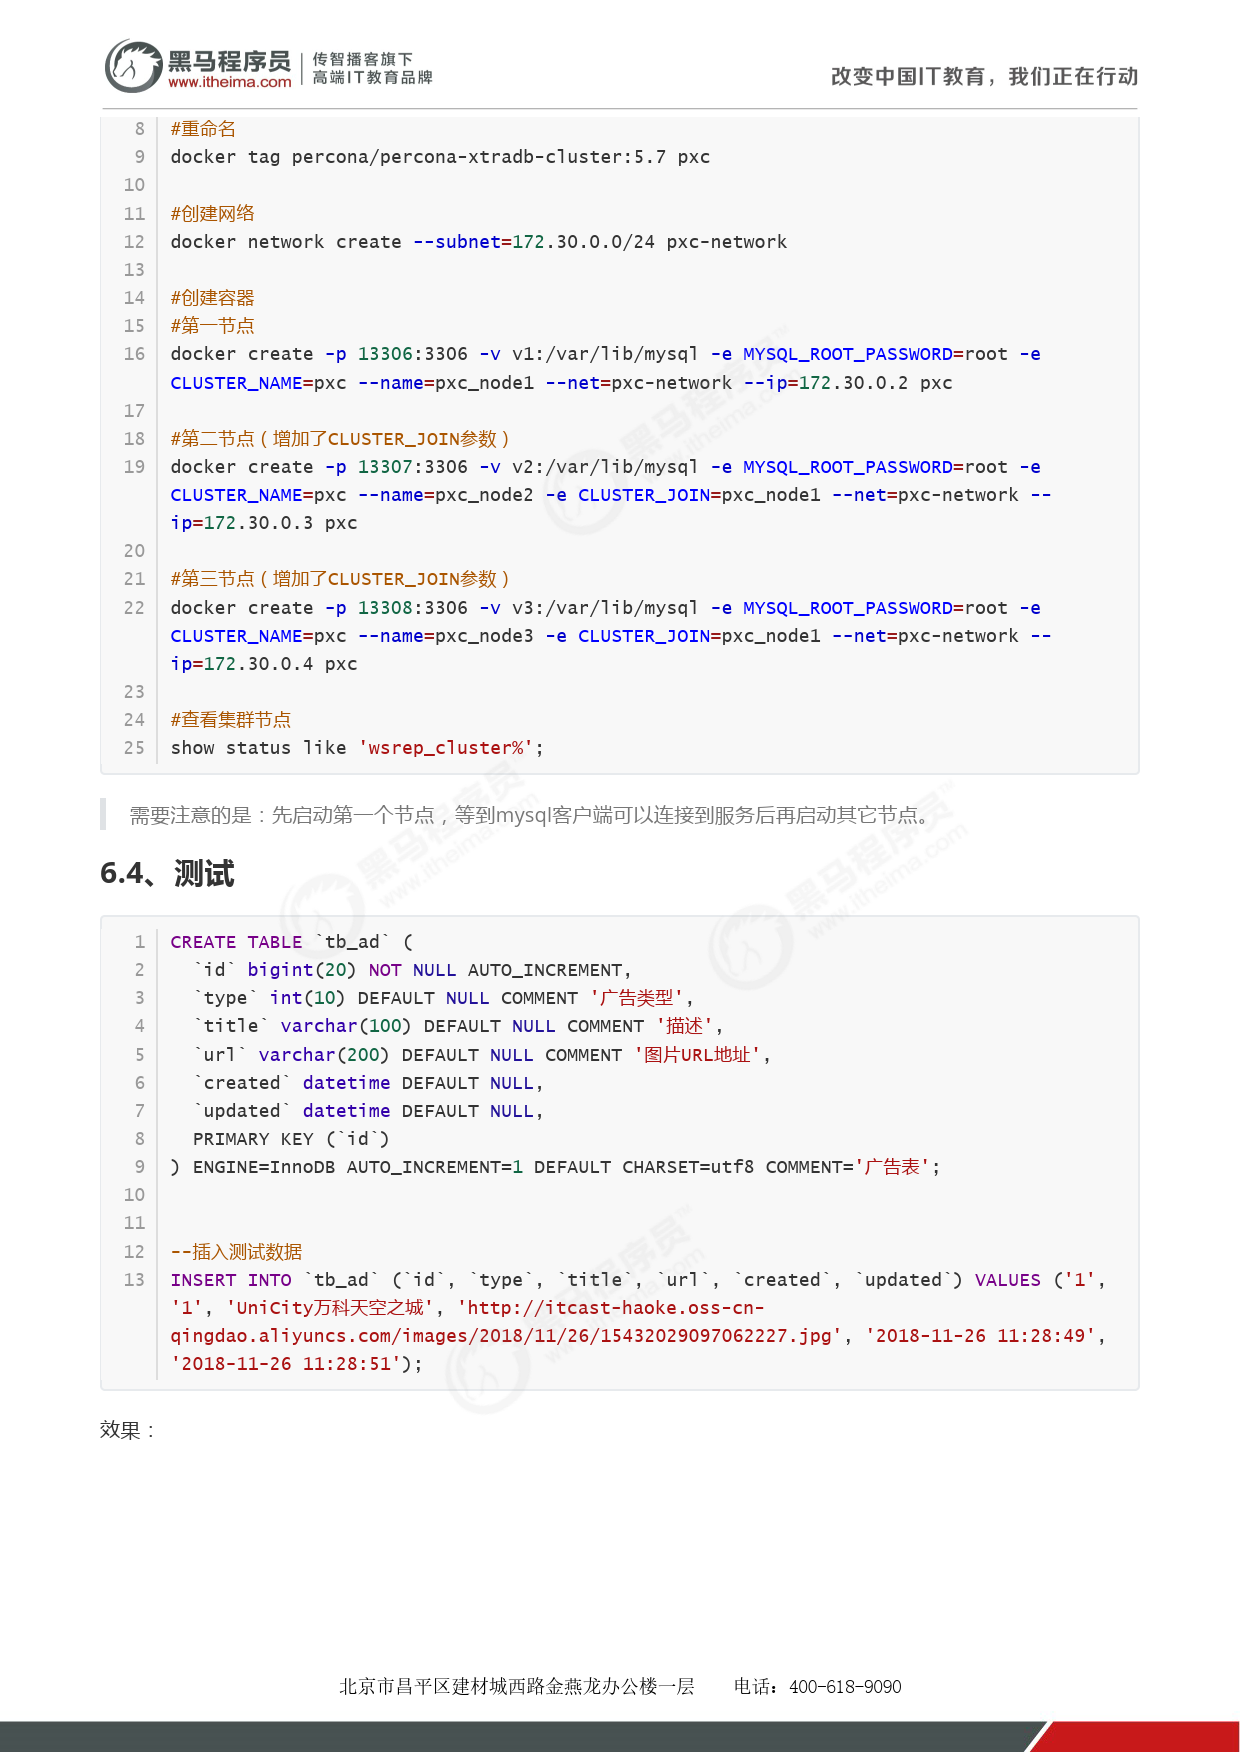 黑马程序员
www.itheima.com
传智播客旗下
高端IT教育品牌
改变中国IT教育，我们正在行动
8 #重命名
9 docker tag percona/percona-xtradb-cluster:5.7 pxc
10
11 #创建网络
12 docker network create --subnet=172.30.0.0/24 pxc-network
13
14 #创建容器
15 #第一节点
16 docker create -p 13306:3306 -v v1:/var/lib/mysql -e MYSQL_ROOT_PASSWORD=root -e
CLUSTER_NAME=pxc --name=pxc_node1 --net=pxc-network --ip=172.30.0.2 pxc
17
18 #第二节点（增加了CLUSTER_JOIN参数）
19 docker create -p 13307:3306 -v v2:/var/lib/mysql -e MYSQL_ROOT_PASSWORD=root -e
CLUSTER_NAME=pxc --name=pxc_node2 -e CLUSTER_JOIN=pxc_node1 --net=pxc-network --
ip=172.30.0.3 pxc
20
21 #第三节点（增加了CLUSTER_JOIN参数）
22 docker create -p 13308:3306 -v v3:/var/lib/mysql -e MYSQL_ROOT_PASSWORD=root -e
CLUSTER_NAME=pxc --name=pxc_node3 -e CLUSTER_JOIN=pxc_node1 --net=pxc-network --
ip=172.30.0.4 pxc
23
24 #查看集群节点
25 show status like 'wsrep_cluster%';
需要注意的是：先启动第一个节点，等到mysql客户端可以连接到服务后再启动其它节点。
6.4、测试
1 CREATE TABLE `tb_ad` (
2 `id` bigint(20) NOT NULL AUTO_INCREMENT,
3 `type` int(10) DEFAULT NULL COMMENT '广告类型',
4 `title` varchar(100) DEFAULT NULL COMMENT '描述',
5 `url` varchar(200) DEFAULT NULL COMMENT '图片URL地址',
6 `created` datetime DEFAULT NULL,
7 `updated` datetime DEFAULT NULL,
8 PRIMARY KEY (`id`)
9 ) ENGINE=InnoDB AUTO_INCREMENT=1 DEFAULT CHARSET=utf8 COMMENT='广告表';
10
11
12 --插入测试数据
13 INSERT INTO `tb_ad` (`id`, `type`, `title`, `url`, `created`, `updated`) VALUES ('1',
'1', 'UniCity万科天空之城', 'http://itcast-haoke.oss-cn-
qingdao.aliyuncs.com/images/2018/11/26/15432029097062227.jpg', '2018-11-26 11:28:49',
'2018-11-26 11:28:51');
效果：
北京市昌平区建材城西路金燕龙办公楼一层 电话：400-618-9090